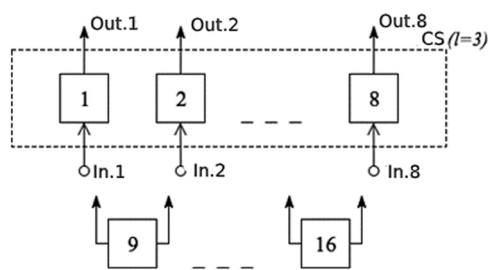 Out.1 Out.2 Out.8
CS (l=3)
1 2 8
In.1 In.2 In.8
9 16